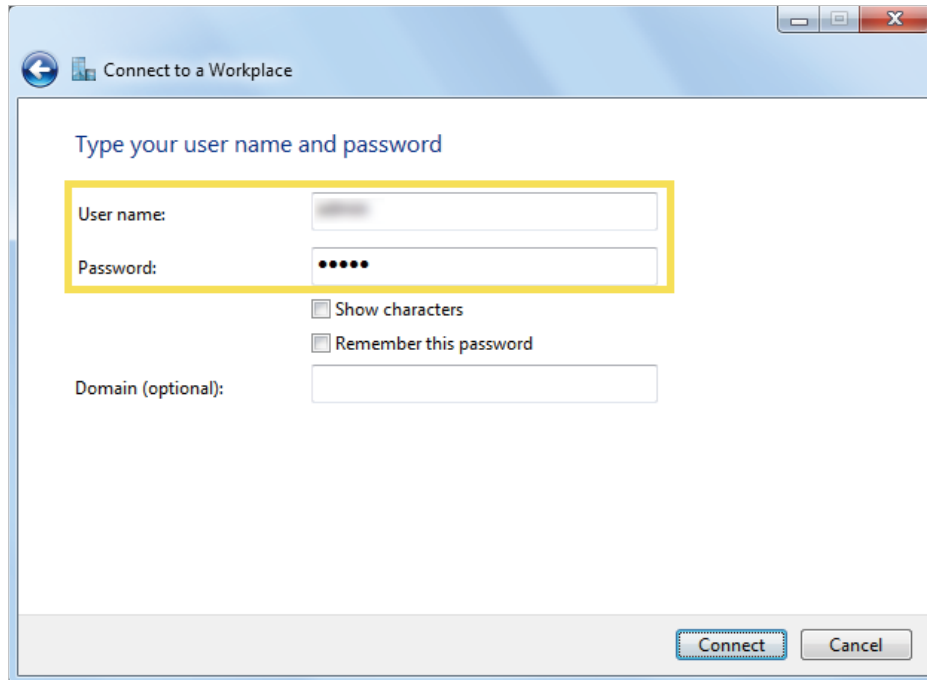 Connect to a Workplace
Type your user name and password
User name:
Password: •••••
Show characters
Remember this password
Domain (optional):
Connect Cancel